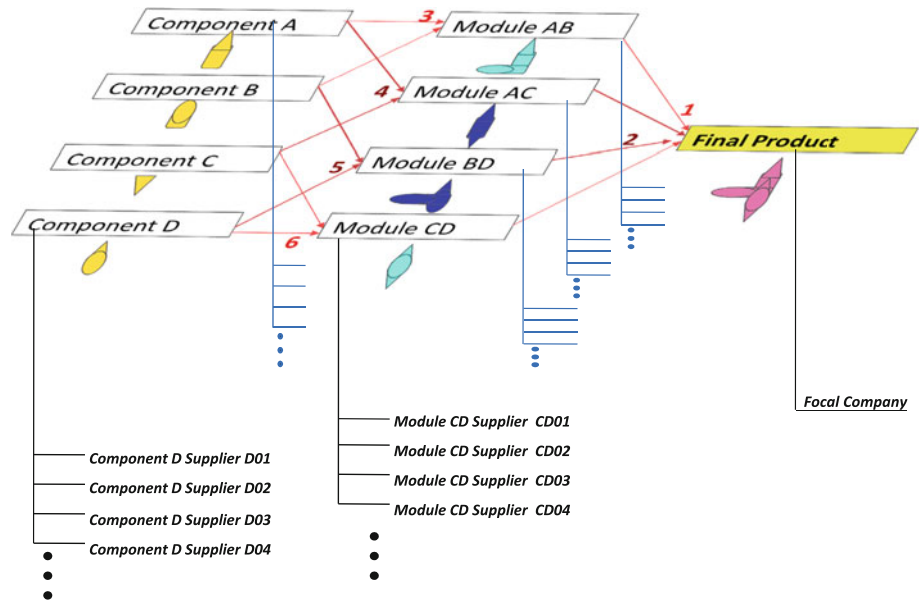 Component A
3
Module AB
Component B
4
Module AC
1
Component C
5
Module BD
2
Final Product
Component D
6
Module CD
Focal Company
Module CD Supplier CD01
Module CD Supplier CD02
Module CD Supplier CD03
Module CD Supplier CD04
Component D Supplier D01
Component D Supplier D02
Component D Supplier D03
Component D Supplier D04